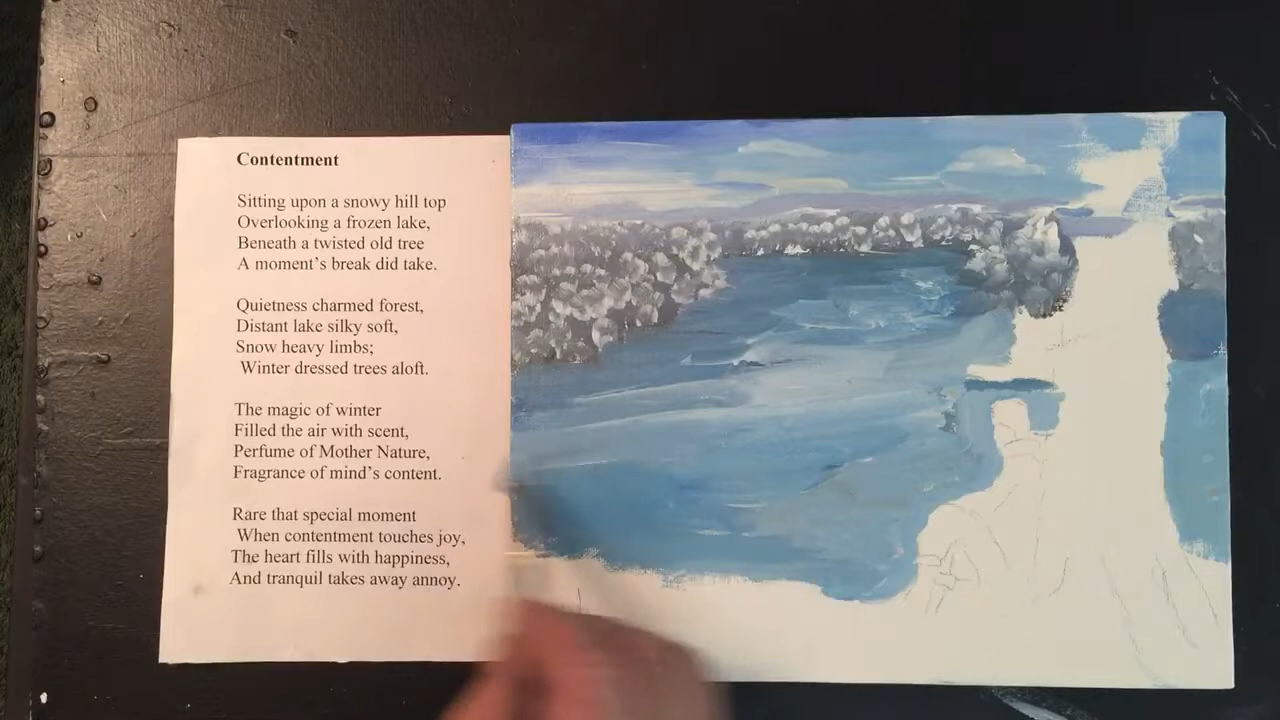 Contentment
Sitting upon a snowy hill top
Overlooking a frozen lake,
Beneath a twisted old tree
A moment's break did take.
Quietness charmed forest,
Distant lake silky soft,
Snow heavy limbs;
Winter dressed trees aloft.
The magic of winter
Filled the air with scent,
Perfume of Mother Nature,
Fragrance of mind's content.
Rare that special moment
When contentment touches joy,
The heart fills with happiness,
And tranquil takes away annoy.